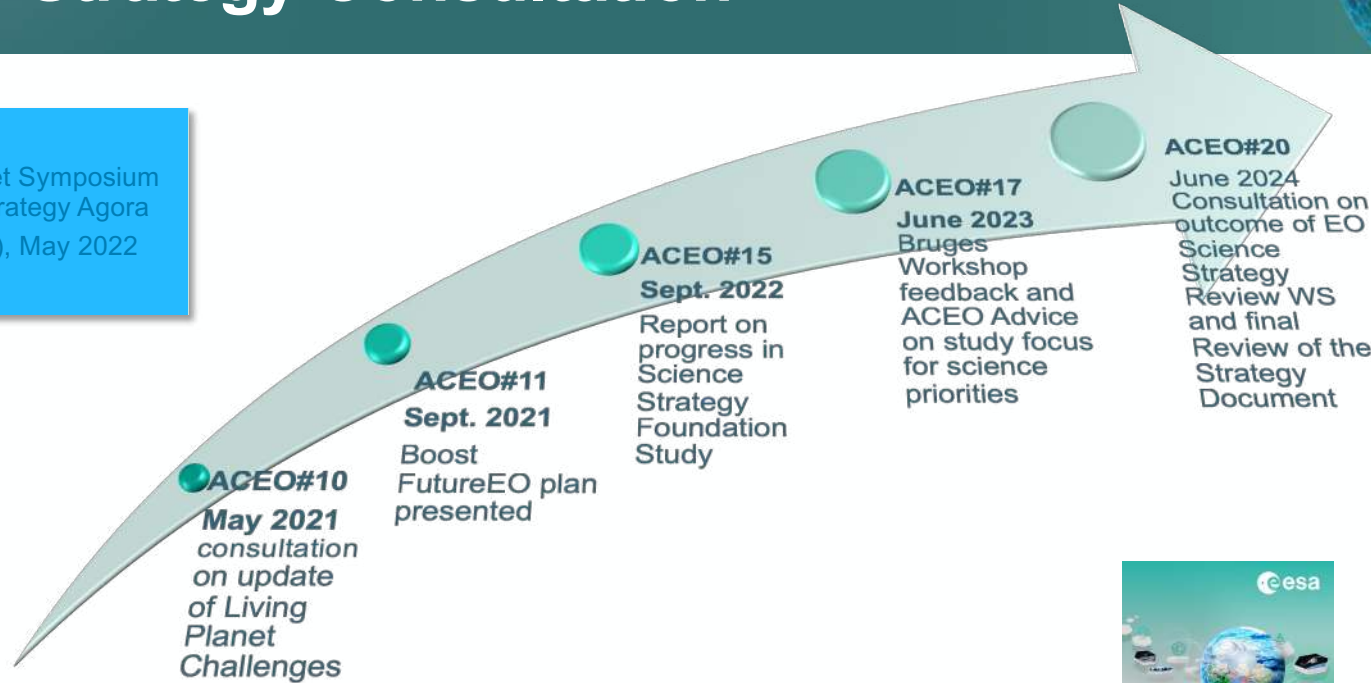 Strategy Consultation
Symposium
Agora
May 2022
ACEO#10
May 2021
consultation
on update
of Living
Planet
Challenges
ACEO#11
Sept. 2021
Boost
FutureEO plan
presented
ACEO#15
Sept. 2022
Report on
progress in
Science
Strategy
Foundation
Study
ACEO#17
June 2023
Bruges
Workshop
feedback and
ACEO Advice
on study focus
for science
priorities
ACEO#20
June 2024
Consultation on
outcome of EO
Science
Strategy
Review WS
and final
Review of the
Strategy
Document
esa